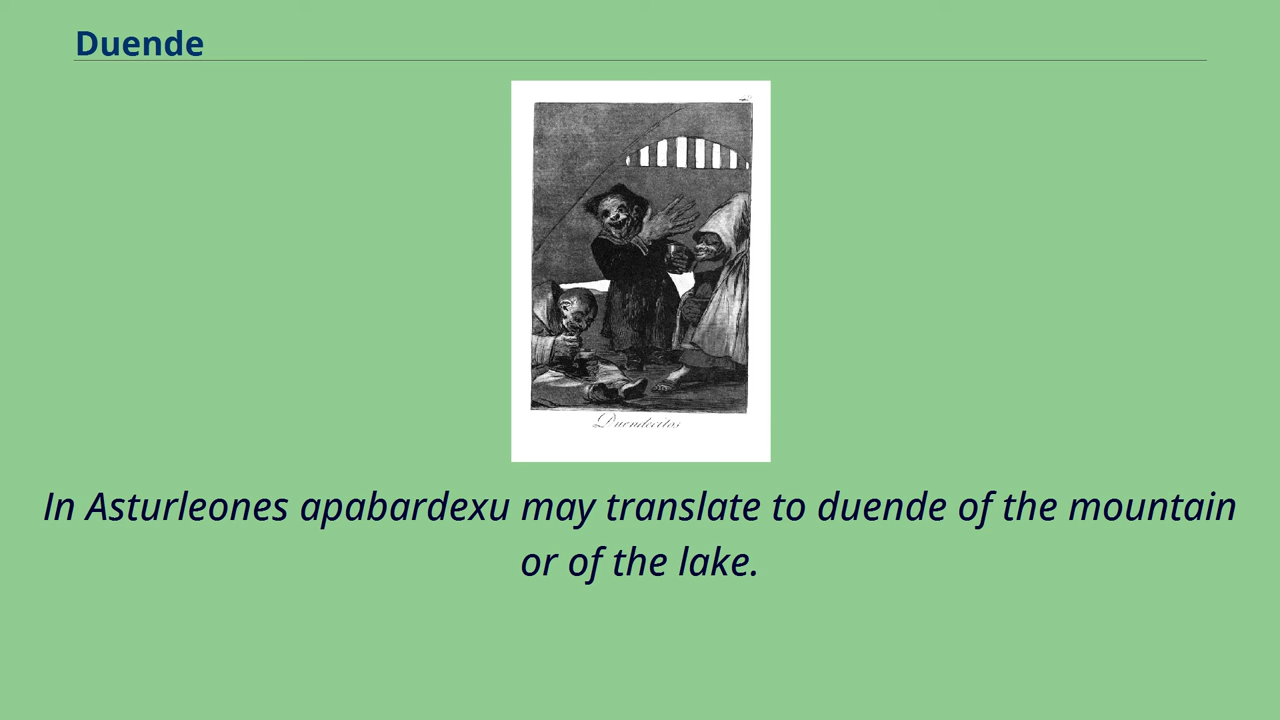 Duende
Duendecitos
In Asturleones apabardexu may translate to duende of the mountain
or of the lake.